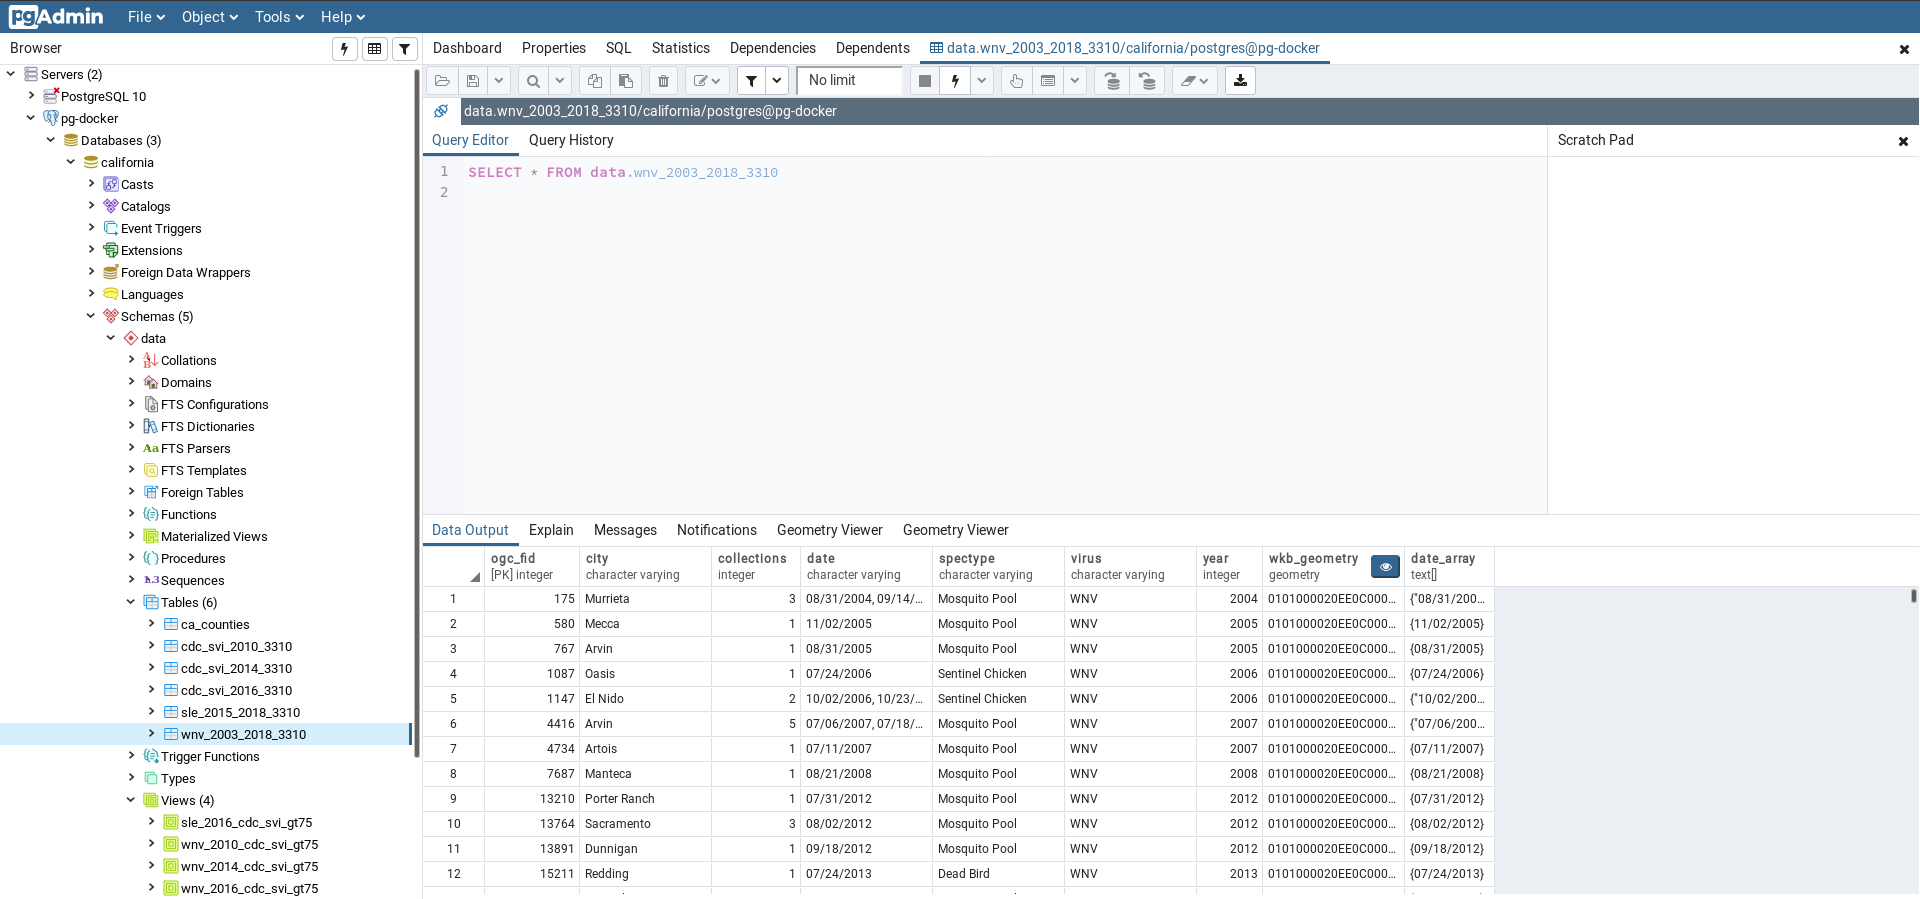 pgAdmin File Object Tools Help
Browser
Dashboard Properties SQL Statistics Dependencies Dependents data.wnv_2003_2018_3310/california/postgres@pg-docker
No limit
data.wnv_2003_2018_3310/california/postgres@pg-docker
Servers (2)
PostgreSQL 10
pg-docker
Databases (3)
california
Casts
Catalogs
Event Triggers
Extensions
Foreign Data Wrappers
Languages
Schemas (5)
data
Collations
Domains
FTS Configurations
FTS Dictionaries
Aa FTS Parsers
FTS Templates
Foreign Tables
Functions
Materialized Views
Procedures
1..3 Sequences
Tables (6)
ca_counties
cdc_svi_2010_3310
cdc_svi_2014_3310
cdc_svi_2016_3310
sle_2015_2018_3310
wnv_2003_2018_3310
Trigger Functions
Types
Views (4)
sle_2016_cdc_svi_gt75
wnv_2010_cdc_svi_gt75
wnv_2014_cdc_svi_gt75
wnv_2016_cdc_svi_gt75
Query Editor Query History
Scratch Pad
1 SELECT * FROM data.wnv_2003_2018_3310
2
Data Output Explain Messages Notifications Geometry Viewer Geometry Viewer
ogc_fid city collections date spectype virus year wkb_geometry date_array
[PK] integer character varying integer character varying character varying character varying integer geometry text[]
1 175 Murrieta 3 08/31/2004, 09/14/... Mosquito Pool WNV 2004 0101000020EE0C000... {"08/31/200...
2 580 Mecca 1 11/02/2005 Mosquito Pool WNV 2005 0101000020EE0C000... {11/02/2005}
3 767 Arvin 1 08/31/2005 Mosquito Pool WNV 2005 0101000020EE0C000... {08/31/2005}
4 1087 Oasis 1 07/24/2006 Sentinel Chicken WNV 2006 0101000020EE0C000... {07/24/2006}
5 1147 El Nido 2 10/02/2006, 10/23/... Sentinel Chicken WNV 2006 0101000020EE0C000... {"10/02/200...
6 4416 Arvin 5 07/06/2007, 07/18/... Mosquito Pool WNV 2007 0101000020EE0C000... {"07/06/200...
7 4734 Artois 1 07/11/2007 Mosquito Pool WNV 2007 0101000020EE0C000... {07/11/2007}
8 7687 Manteca 1 08/21/2008 Mosquito Pool WNV 2008 0101000020EE0C000... {08/21/2008}
9 13210 Porter Ranch 1 07/31/2012 Mosquito Pool WNV 2012 0101000020EE0C000... {07/31/2012}
10 13764 Sacramento 3 08/02/2012 Mosquito Pool WNV 2012 0101000020EE0C000... {08/02/2012}
11 13891 Dunnigan 1 09/18/2012 Mosquito Pool WNV 2012 0101000020EE0C000... {09/18/2012}
12 15211 Redding 1 07/24/2013 Dead Bird WNV 2013 0101000020EE0C000... {07/24/2013}